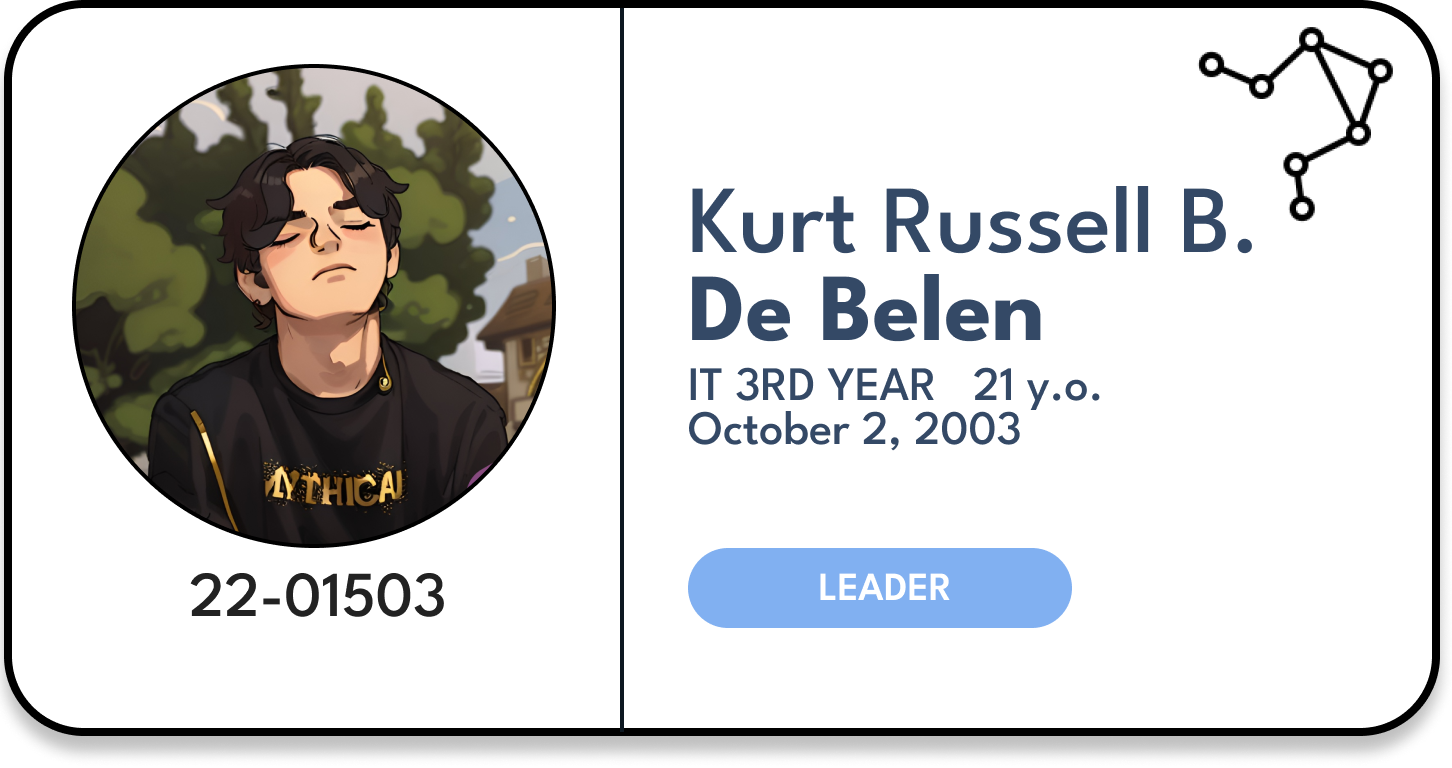 MYTHICAL
22-01503
Kurt Russell B.
De Belen
IT 3RD YEAR 21 y.o.
October 2, 2003
LEADER